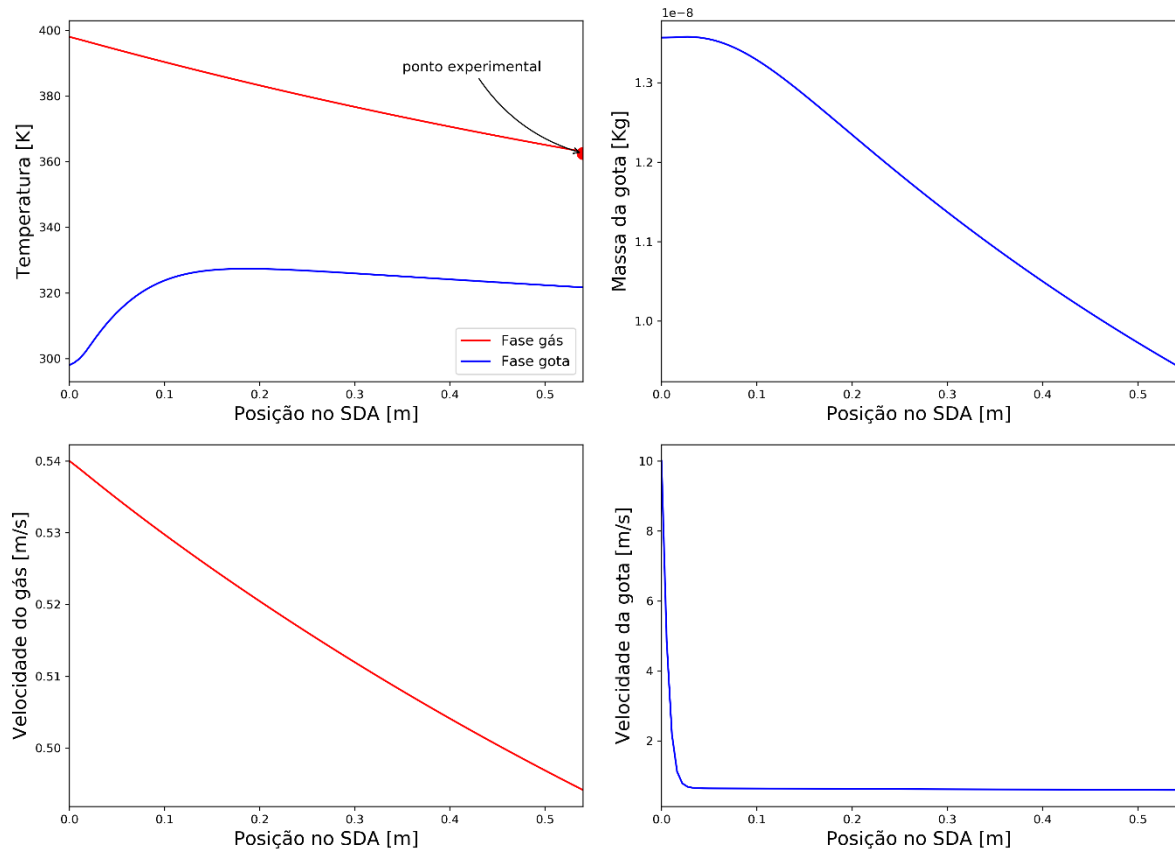 400
380
360
340
320
300
Temperatura [K]
ponto experimental
Fase gás
Fase gota
0.0 0.1 0.2 0.3 0.4 0.5
Posição no SDA [m]
1e−8
1.3
1.2
1.1
1.0
Massa da gota [Kg]
0.0 0.1 0.2 0.3 0.4 0.5
Posição no SDA [m]
0.54
0.53
0.52
0.51
0.50
Velocidade do gás [m/s]
0.0 0.1 0.2 0.3 0.4 0.5
Posição no SDA [m]
10
8
6
4
2
Velocidade da gota [m/s]
0.0 0.1 0.2 0.3 0.4 0.5
Posição no SDA [m]